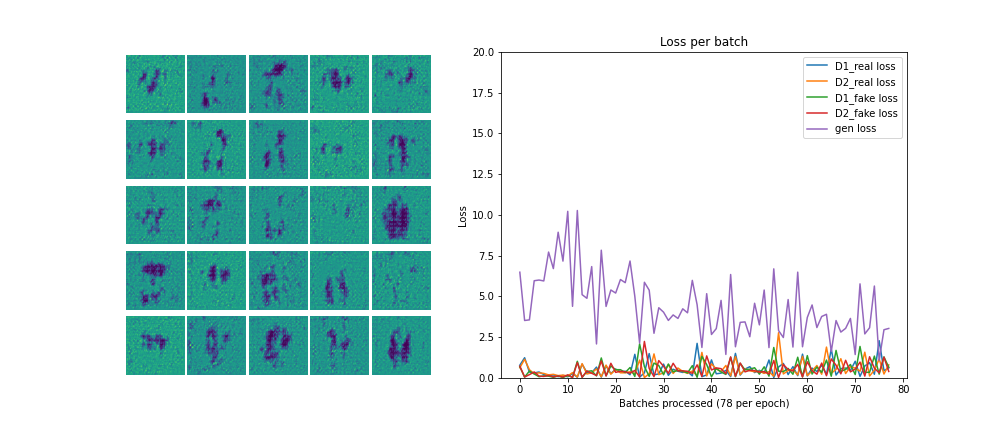 Loss per batch
20.0
17.5
15.0
12.5
10.0
7.5
5.0
2.5
0.0
Loss
D1_real loss
D2_real loss
D1_fake loss
D2_fake loss
gen loss
0 10 20 30 40 50 60 70 80
Batches processed (78 per epoch)